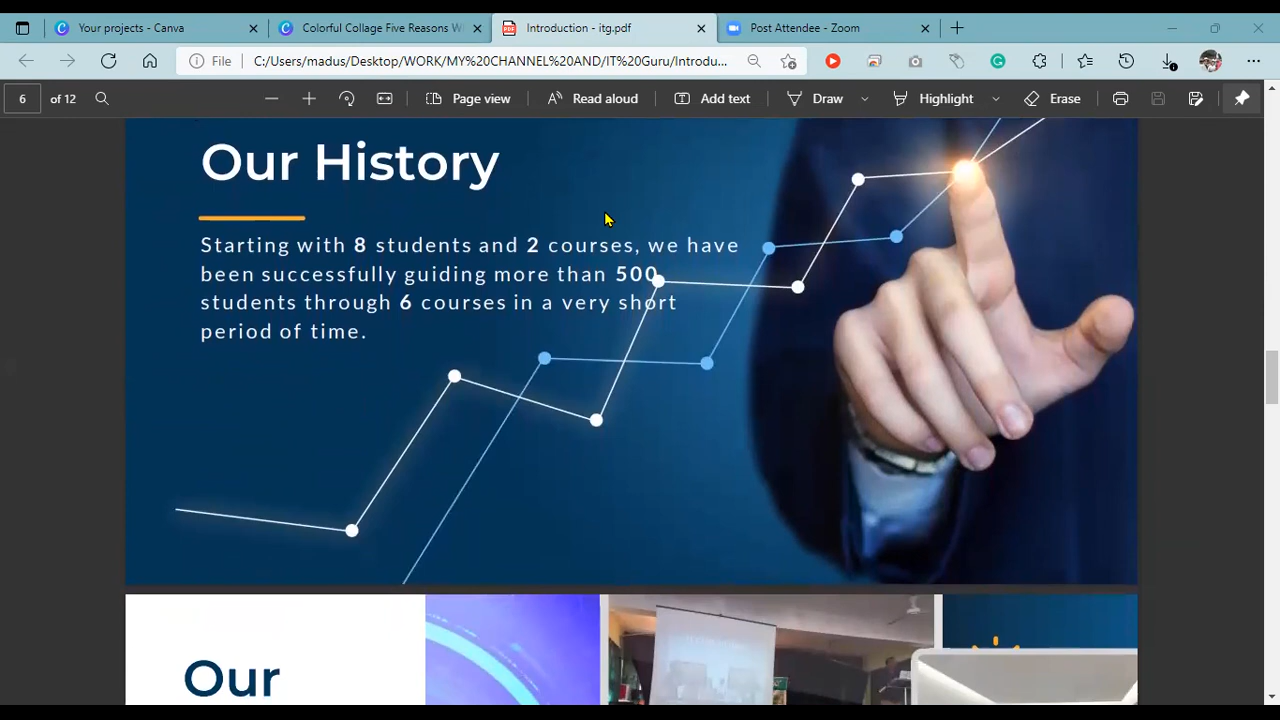 Your projects - Canva
Colorful Collage Five Reasons W
Introduction - itg.pdf
Post Attendee - Zoom
File
C:/Users/madus/Desktop/WORK/MY%20CHANNEL%20AND/IT%20Guru/Introdu...
6
of 12
Page view
Read aloud
Add text
Draw
Highlight
Erase
Our History
Starting with 8 students and 2 courses, we have
been successfully guiding more than 500
students through 6 courses in a very short
period of time.
Our